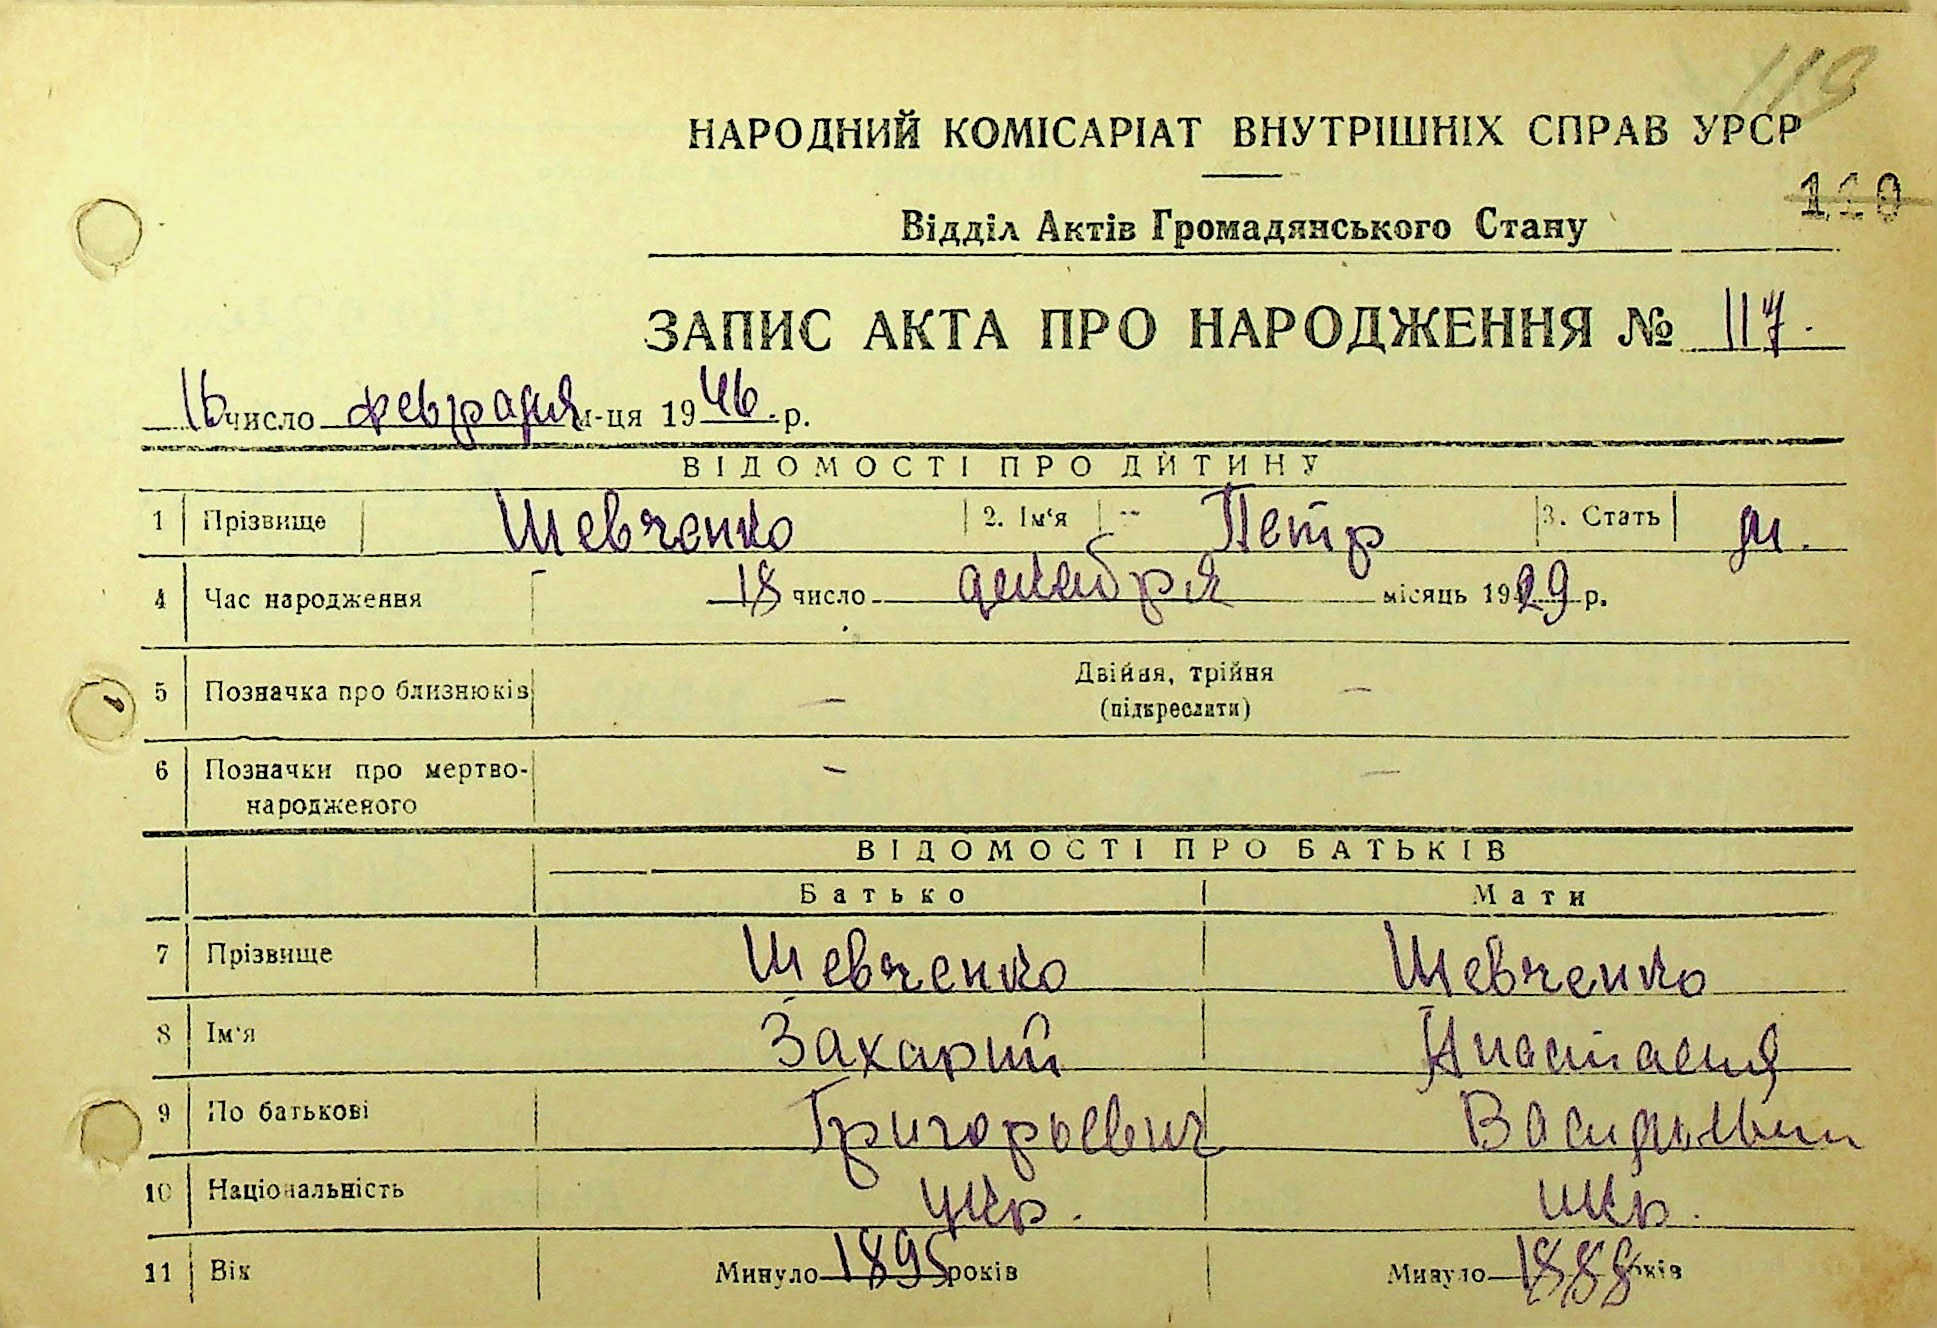 119
НАРОДНИЙ КОМІСАРІАТ ВНУТРІШНІХ СПРАВ УРСР
110
Відділ Актів Громадянського Стану
ЗАПИС АКТА ПРО НАРОДЖЕННЯ № 117.
16 число февраля м-ця 1946. р.
ВІДОМОСТІ ПРО ДИТИНУ
1 Прізвище Шевченко 2. Ім'я Петр 3. Стать м.
4 Час народження 18 число декабря місяць 1929 р.
5 Позначка про близнюків — Двійня, трійня —
(підкреслити)
6 Позначки про мертво- — —
народженого
ВІДОМОСТІ ПРО БАТЬКІВ
Батько Мати
7 Прізвище Шевченко Шевченко
8 Ім'я Захарий Анастасия
9 По батькові Григорьевич
10 Національність укр. укр.
11 Вік Минуло 1895 років Минуло 1888 років